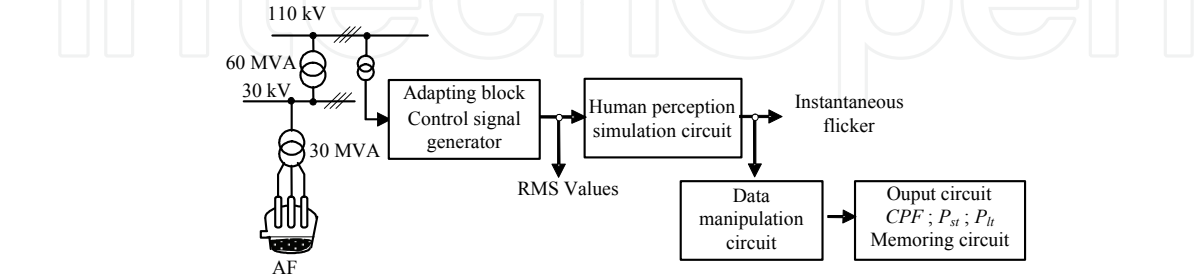 intechopen
110 kV
60 MVA
30 kV
30 MVA
AF
Adapting block
Control signal
generator
RMS Values
Human perception
simulation circuit
Instantaneous
flicker
Data
manipulation
circuit
Ouput circuit
CPF ; Pst ; Plt
Memoring circuit